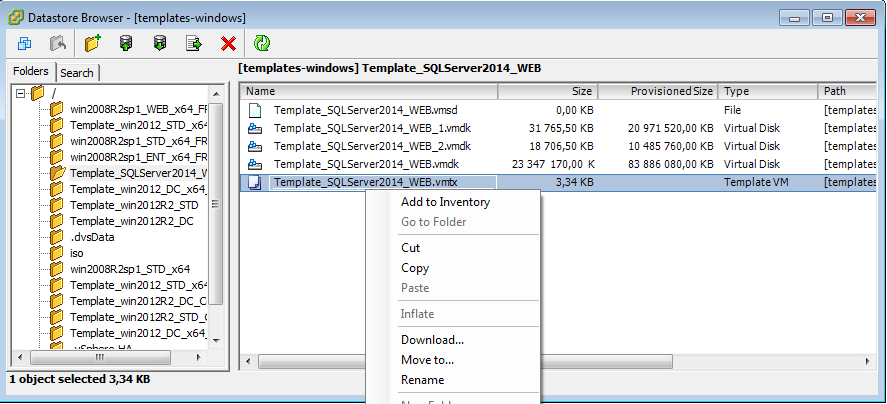 Datastore Browser - [templates-windows]
Folders Search
[templates-windows] Template_SQLServer2014_WEB
/
win2008R2sp1_WEB_x64_FR
Template_win2012_STD_x64
win2008R2sp1_STD_x64_FR
win2008R2sp1_ENT_x64_FR
Template_SQLServer2014_W
Template_win2012_DC_x64_
Template_win2012R2_STD
Template_win2012R2_DC
.dvsData
iso
win2008R2sp1_STD_x64
Template_win2012_STD_x64
Template_win2012R2_DC_C
Template_win2012_DC_x64
Template_win2012_DC_x64_
.vSphere-HA
Name Size Provisioned Size Type Path
Template_SQLServer2014_WEB.vmsd 0,00 KB File [templates
Template_SQLServer2014_WEB_1.vmdk 31 765,50 KB 20 971 520,00 KB Virtual Disk [templates
Template_SQLServer2014_WEB_2.vmdk 18 706,50 KB 10 485 760,00 KB Virtual Disk [templates
Template_SQLServer2014_WEB.vmdk 23 347 170,00 K 83 886 080,00 KB Virtual Disk [templates
Template_SQLServer2014_WEB.vmtx 3,34 KB Template VM [templates
Add to Inventory
Go to Folder
Cut
Copy
Paste
Inflate
Download...
Move to...
Rename
1 object selected 3,34 KB